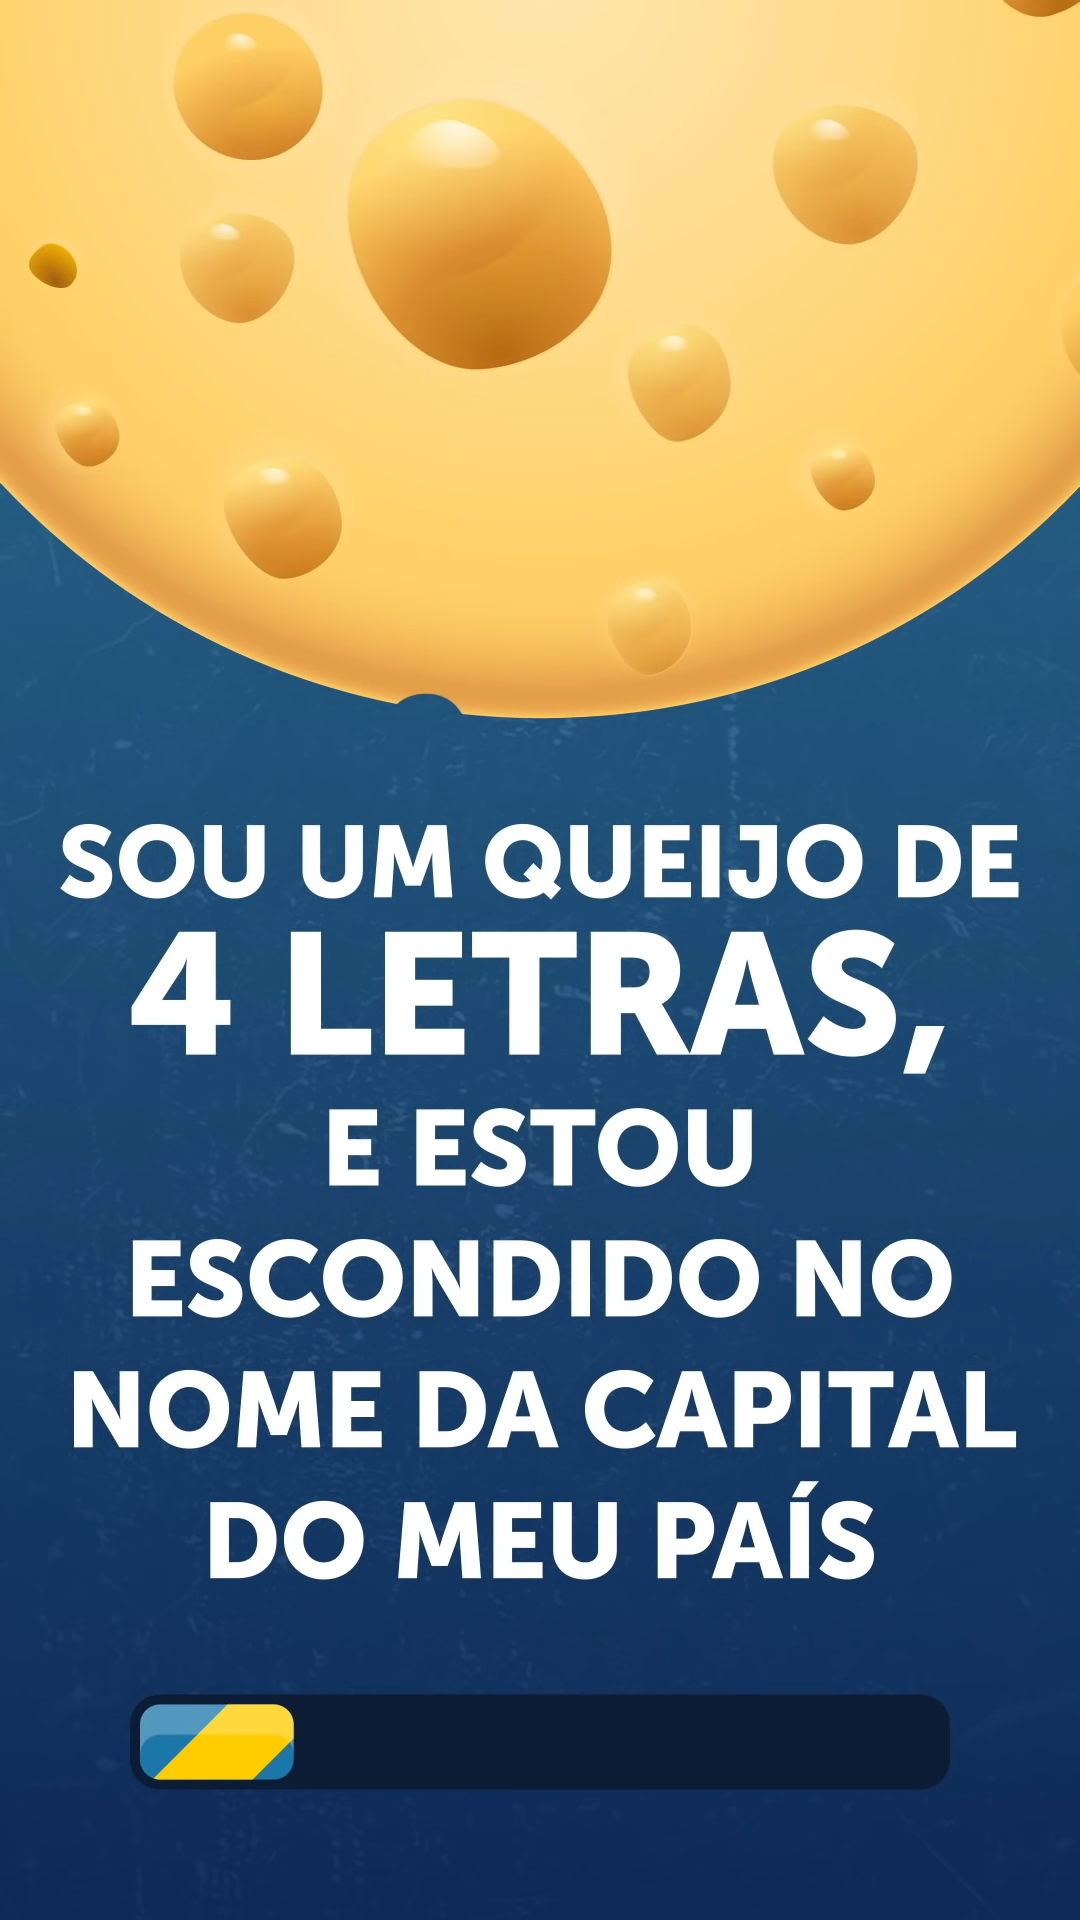 SOU UM QUEIJO DE
4 LETRAS,
E ESTOU
ESCONDIDO NO
NOME DA CAPITAL
DO MEU PAÍS